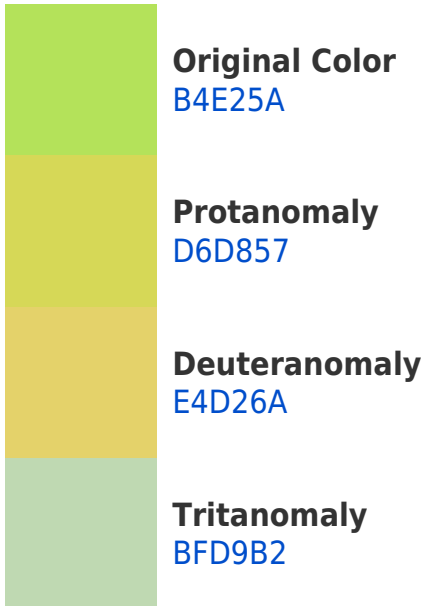 Original Color
B4E25A
Protanomaly
D6D857
Deuteranomaly
E4D26A
Tritanomaly
BFD9B2